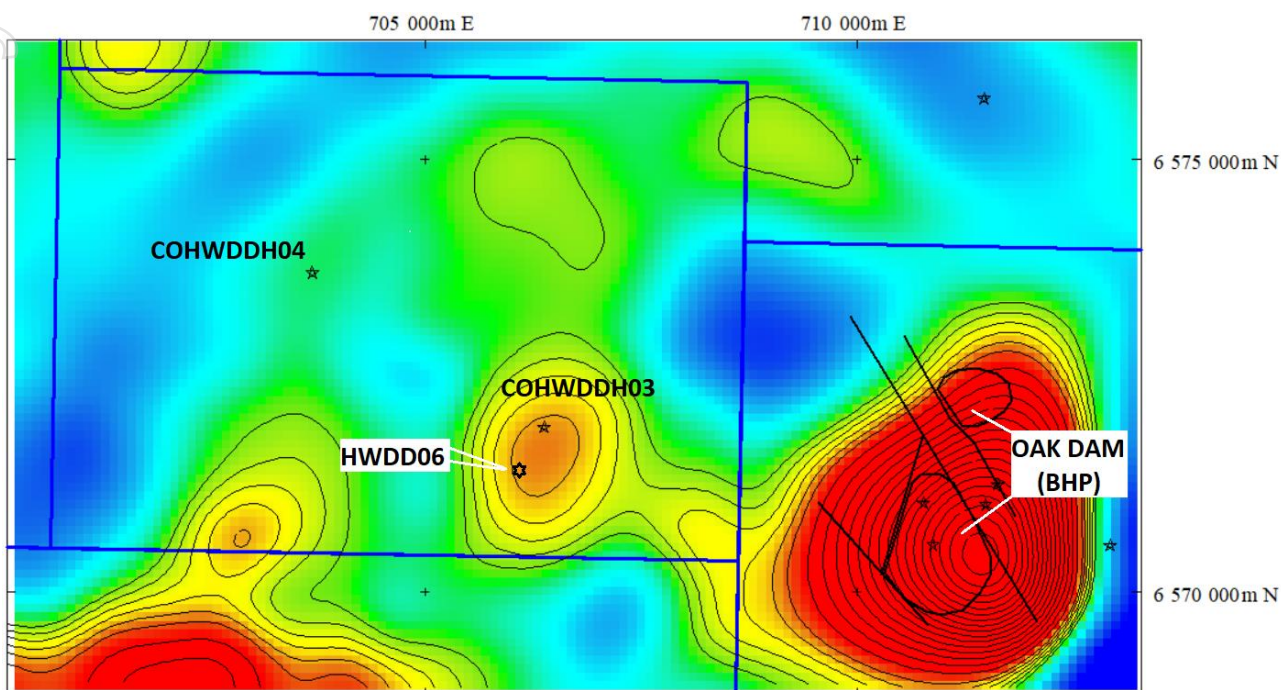 705 000m E
710 000m E
6 575 000m N
COHWDDH04
COHWDDH03
HWDD06
OAK DAM
(BHP)
6 570 000m N